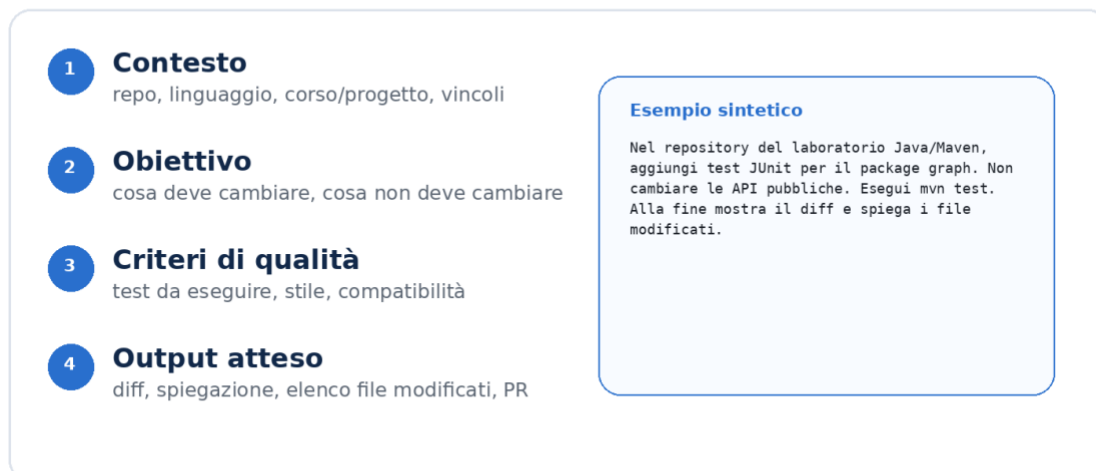 1
Contesto
repo, linguaggio, corso/progetto, vincoli
2
Obiettivo
cosa deve cambiare, cosa non deve cambiare
3
Criteri di qualità
test da eseguire, stile, compatibilità
4
Output atteso
diff, spiegazione, elenco file modificati, PR
Esempio sintetico
Nel repository del laboratorio Java/Maven,
aggiungi test JUnit per il package graph. Non
cambiare le API pubbliche. Esegui mvn test.
Alla fine mostra il diff e spiega i file
modificati.